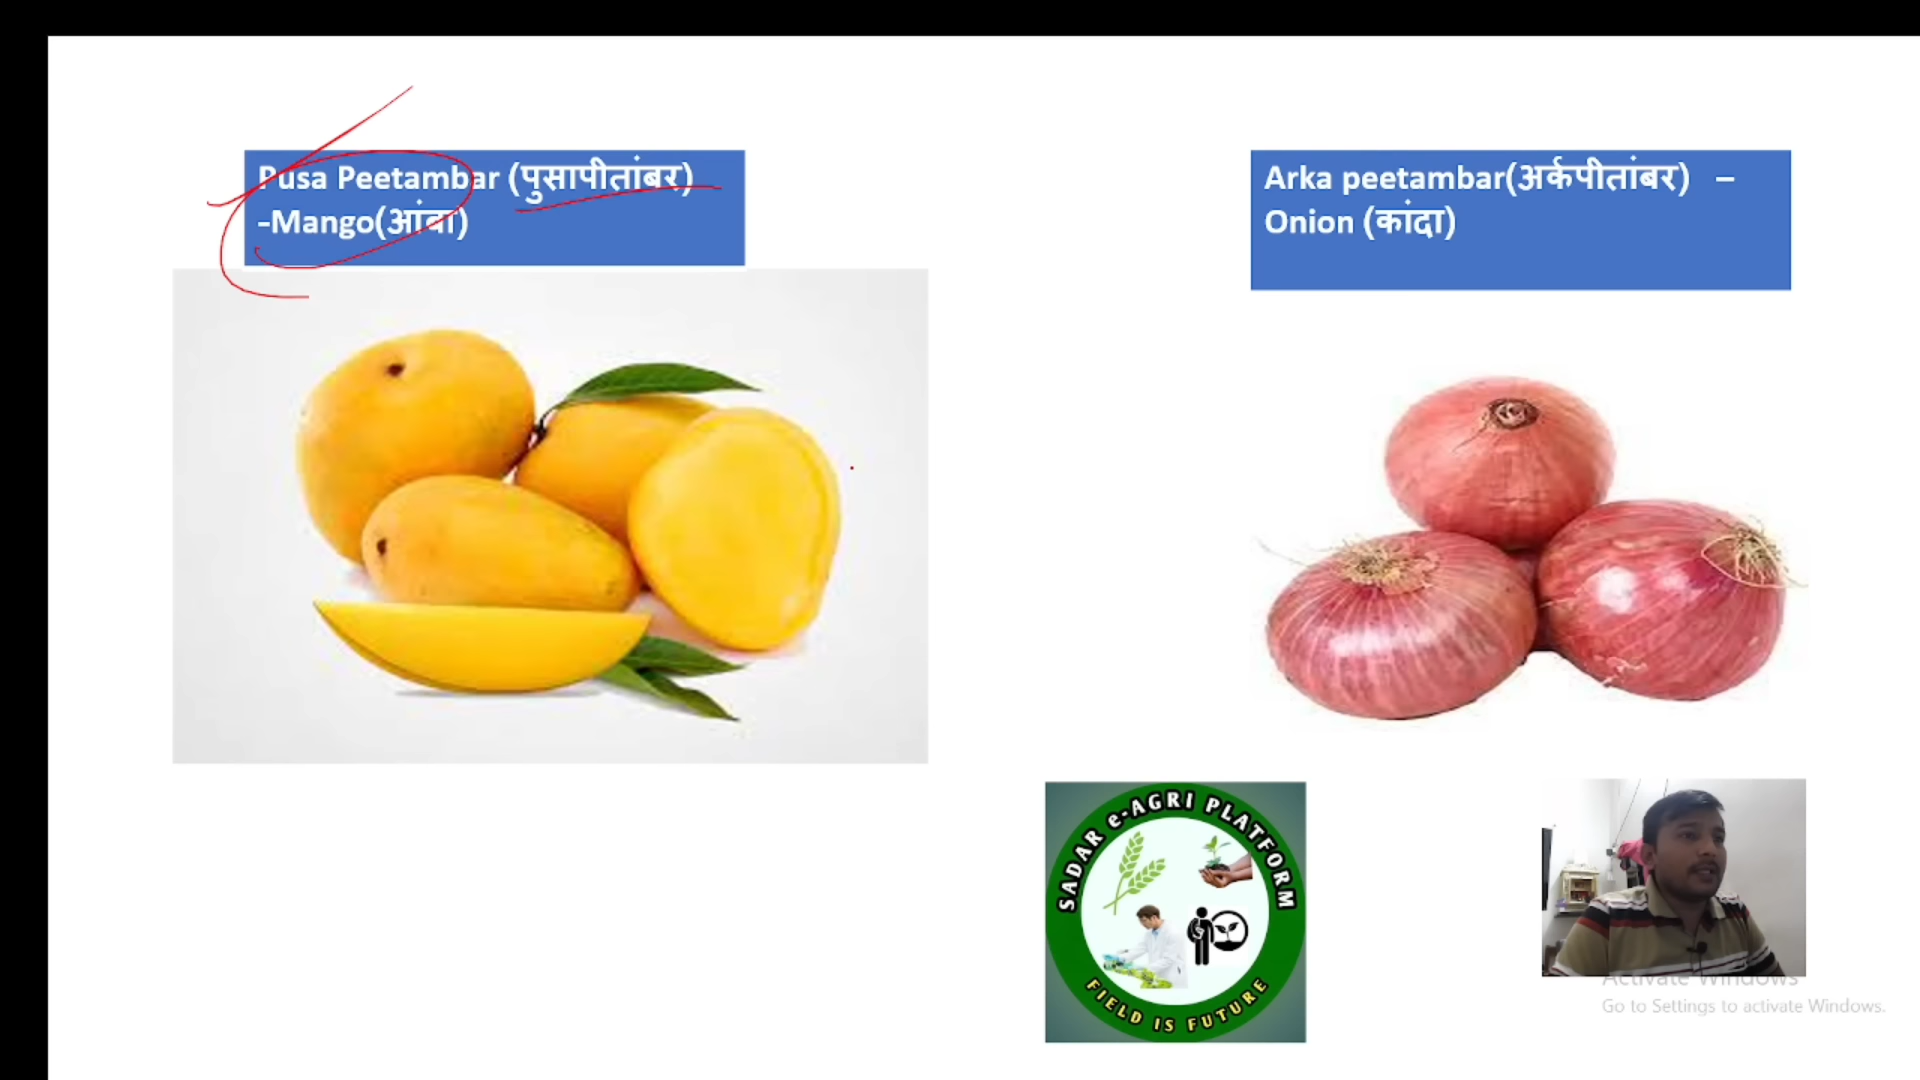 Pusa Peetambar (पुसापीतांबर)
-Mango(आंबा)
Arka peetambar(अर्कपीतांबर) –
Onion (कांदा)
SADAR e-AGRI PLATFORM
FIELD IS FUTURE
Activate Windows
Go to Settings to activate Windows.